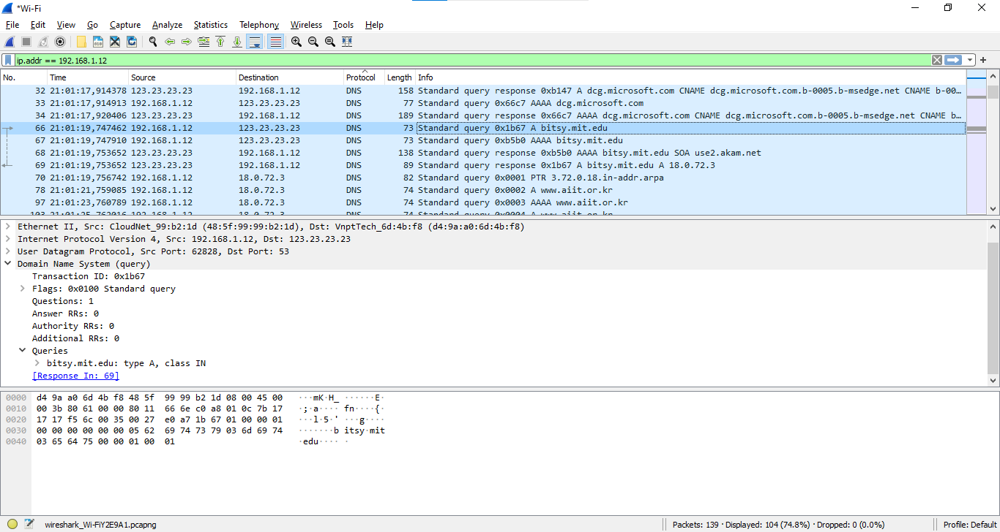 *Wi-Fi
File Edit View Go Capture Analyze Statistics Telephony Wireless Tools Help
ip.addr == 192.168.1.12
No. Time Source Destination Protocol Length Info
32 21:01:17,914378 123.23.23.23 192.168.1.12 DNS 158 Standard query response 0xb147 A dcg.microsoft.com CNAME dcg.microsoft.com.b-0005.b-msedge.net CNAME b-00…
33 21:01:17,914913 192.168.1.12 123.23.23.23 DNS 77 Standard query 0x66c7 AAAA dcg.microsoft.com
34 21:01:17,920406 123.23.23.23 192.168.1.12 DNS 189 Standard query response 0x66c7 AAAA dcg.microsoft.com CNAME dcg.microsoft.com.b-0005.b-msedge.net CNAME b…
66 21:01:19,747462 192.168.1.12 123.23.23.23 DNS 73 Standard query 0x1b67 A bitsy.mit.edu
67 21:01:19,747910 192.168.1.12 123.23.23.23 DNS 73 Standard query 0xb5b0 AAAA bitsy.mit.edu
68 21:01:19,753652 123.23.23.23 192.168.1.12 DNS 138 Standard query response 0xb5b0 AAAA bitsy.mit.edu SOA use2.akam.net
69 21:01:19,753652 123.23.23.23 192.168.1.12 DNS 89 Standard query response 0x1b67 A bitsy.mit.edu A 18.0.72.3
70 21:01:19,756742 192.168.1.12 18.0.72.3 DNS 82 Standard query 0x0001 PTR 3.72.0.18.in-addr.arpa
78 21:01:21,759085 192.168.1.12 18.0.72.3 DNS 74 Standard query 0x0002 A www.aiit.or.kr
97 21:01:23,760789 192.168.1.12 18.0.72.3 DNS 74 Standard query 0x0003 AAAA www.aiit.or.kr
103 21:01:25,762016 192.168.1.12 18.0.72.3 DNS 74 Standard query 0x0004 A www.aiit.or.kr
Ethernet II, Src: CloudNet_99:b2:1d (48:5f:99:99:b2:1d), Dst: VnptTech_6d:4b:f8 (d4:9a:a0:6d:4b:f8)
Internet Protocol Version 4, Src: 192.168.1.12, Dst: 123.23.23.23
User Datagram Protocol, Src Port: 62828, Dst Port: 53
Domain Name System (query)
Transaction ID: 0x1b67
Flags: 0x0100 Standard query
Questions: 1
Answer RRs: 0
Authority RRs: 0
Additional RRs: 0
Queries
bitsy.mit.edu: type A, class IN
[Response In: 69]
0000 d4 9a a0 6d 4b f8 48 5f 99 99 b2 1d 08 00 45 00 ···mK·H_ ······E·
0010 00 3b 80 61 00 00 80 11 66 6e c0 a8 01 0c 7b 17 ·;·a···· fn····{·
0020 17 17 f5 6c 00 35 00 27 e0 a7 1b 67 01 00 00 01 ···l·5·' ···g····
0030 00 00 00 00 00 00 05 62 69 74 73 79 03 6d 69 74 ·······b itsy·mit
0040 03 65 64 75 00 00 01 00 01 ·edu···· ·
wireshark_Wi-FiY2E9A1.pcapng Packets: 139 · Displayed: 104 (74.8%) · Dropped: 0 (0.0%) Profile: Default